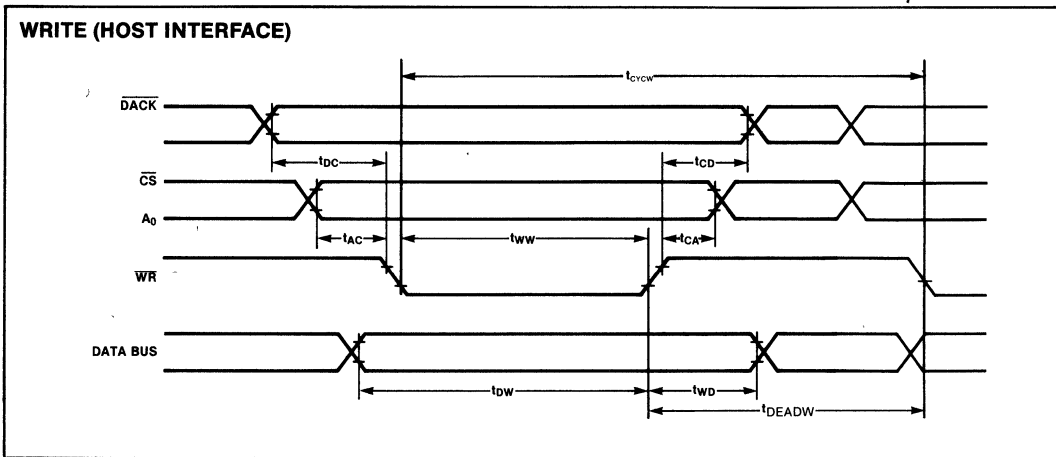 WRITE (HOST INTERFACE)
tCYCW
DACK
tDC
tCD
CS
A0
tAC
tWW
tCA
WR
DATA BUS
tDW
tWD
tDEADW